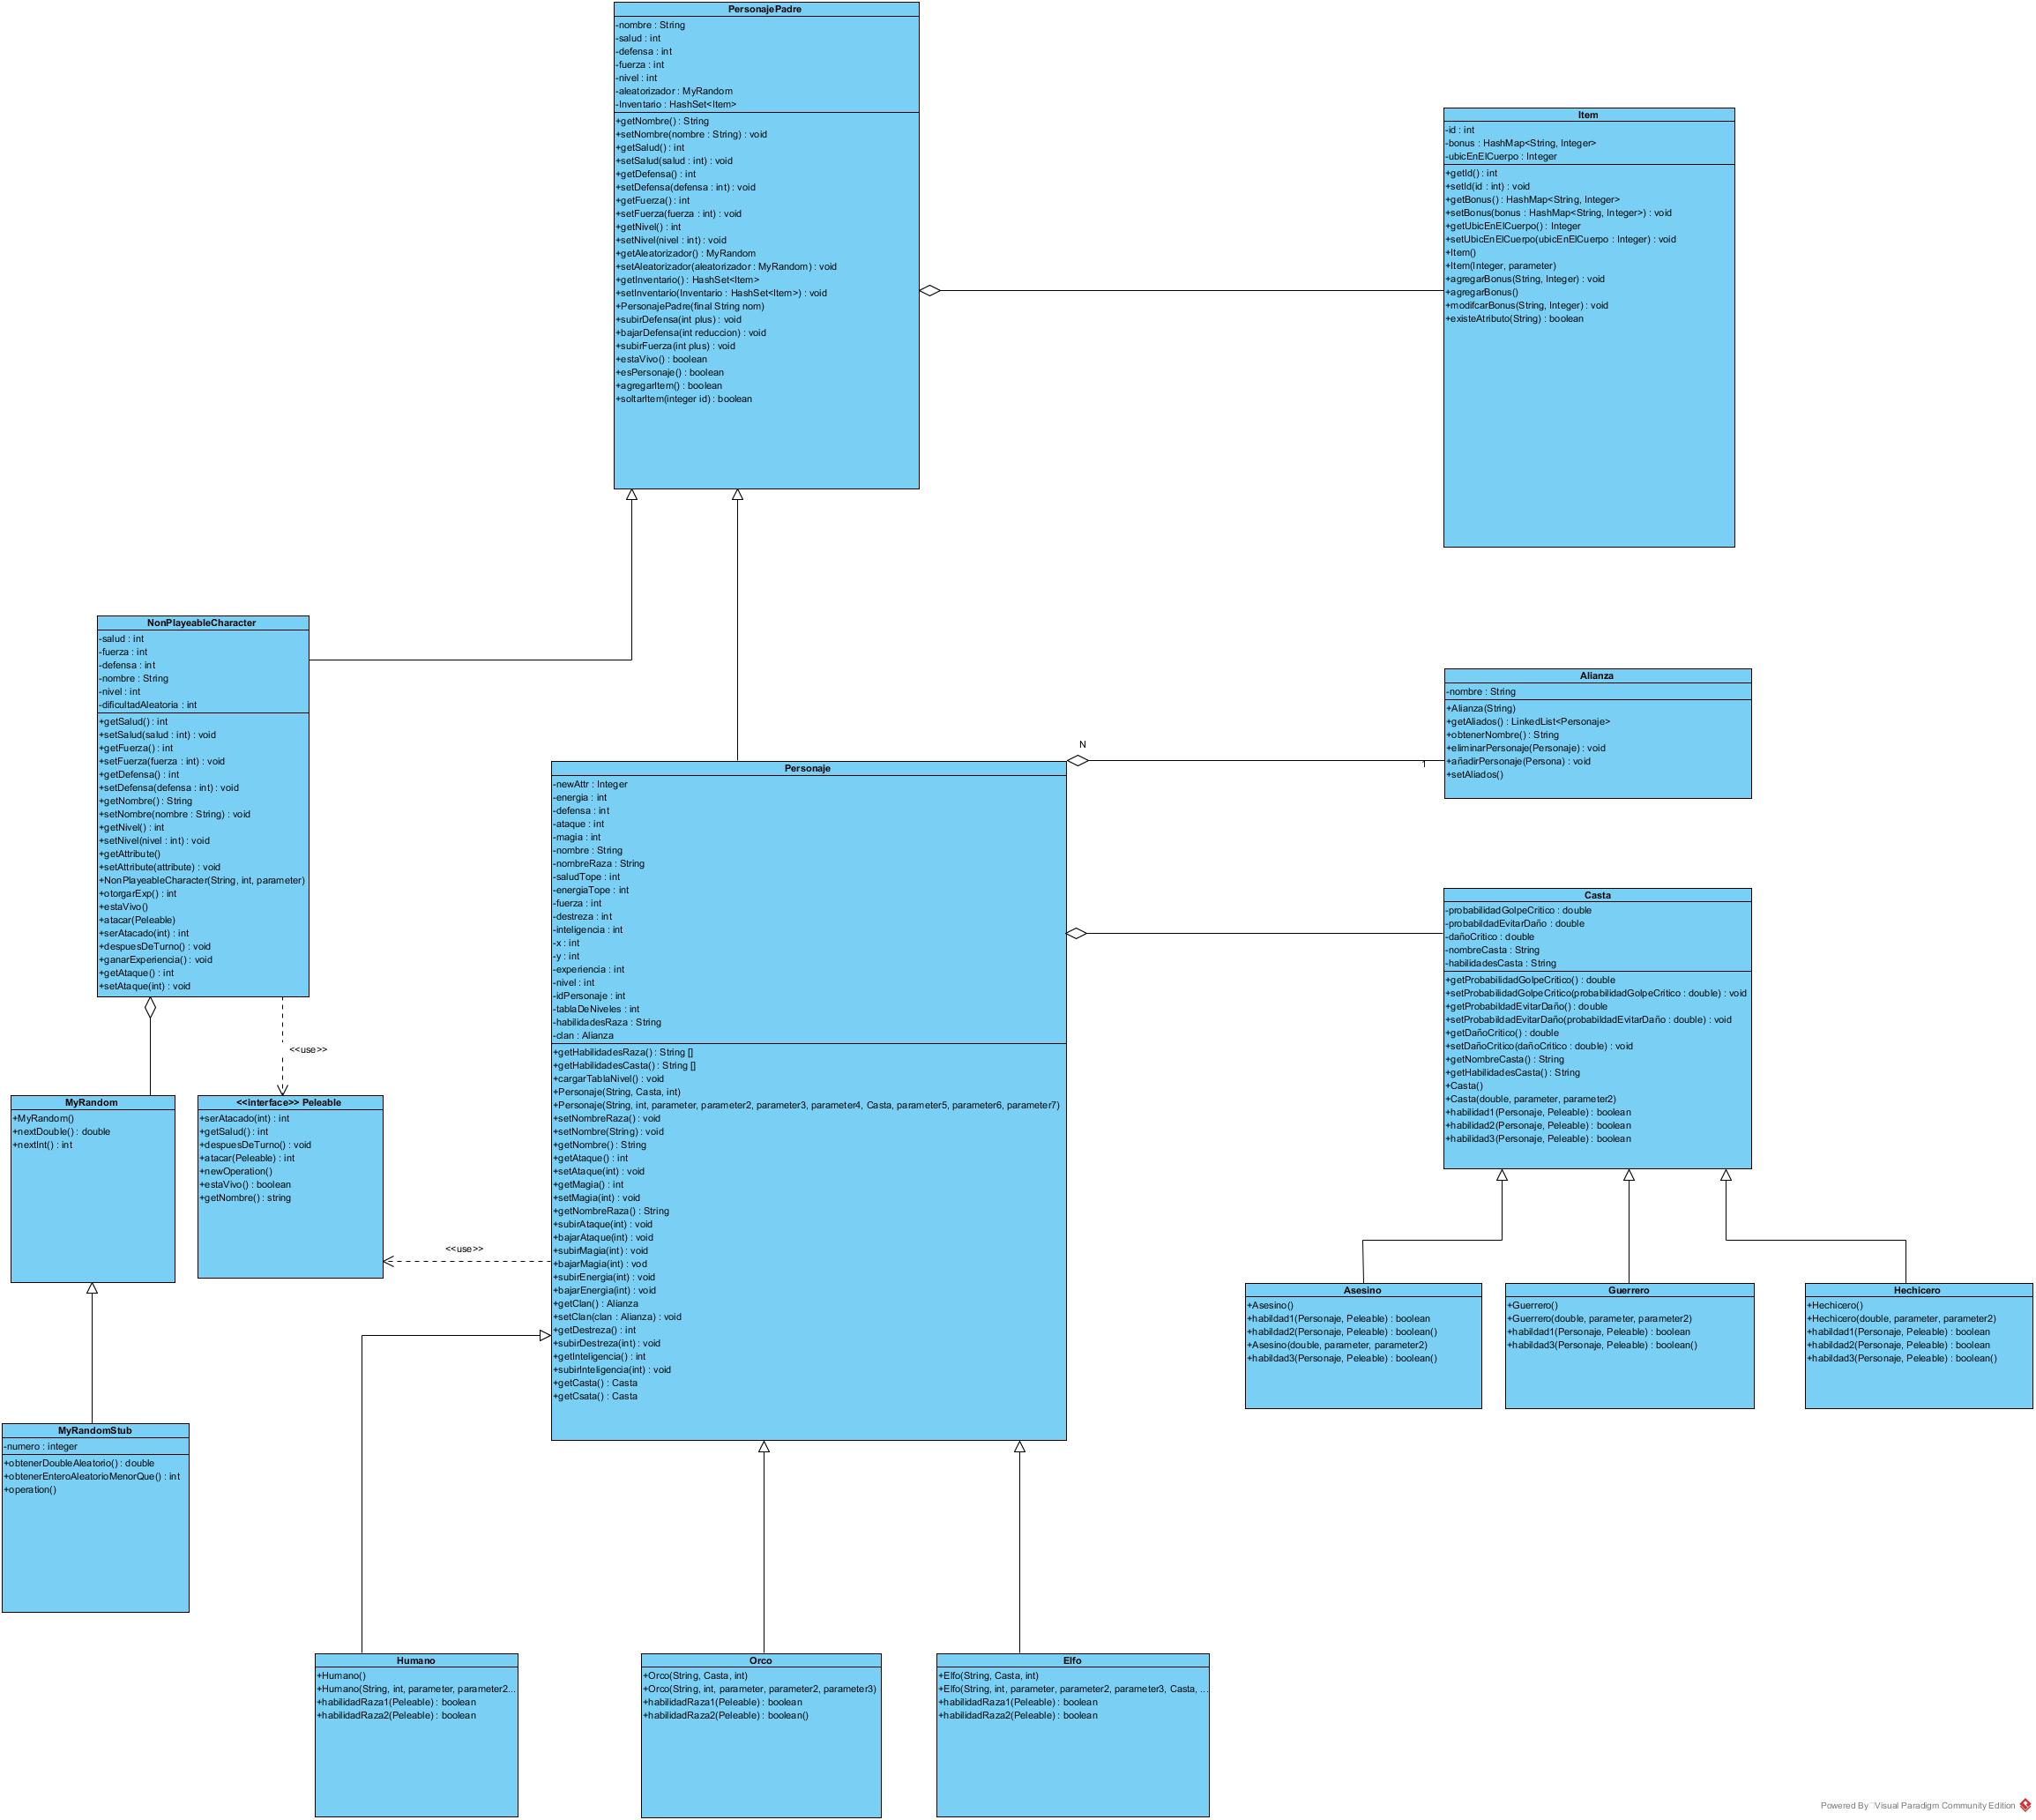 PersonajePadre
-nombre : String
-salud : int
-defensa : int
-fuerza : int
-nivel : int
-aleatorizador : MyRandom
-Inventario : HashSet<Item>
+getNombre() : String
+setNombre(nombre : String) : void
+getSalud() : int
+setSalud(salud : int) : void
+getDefensa() : int
+setDefensa(defensa : int) : void
+getFuerza() : int
+setFuerza(fuerza : int) : void
+getNivel() : int
+setNivel(nivel : int) : void
+getAleatorizador() : MyRandom
+setAleatorizador(aleatorizador : MyRandom) : void
+getInventario() : HashSet<Item>
+setInventario(Inventario : HashSet<Item>) : void
+PersonajePadre(final String nom)
+subirDefensa(int plus) : void
+bajarDefensa(int reduccion) : void
+subirFuerza(int plus) : void
+estaVivo() : boolean
+esPersonaje() : boolean
+agregarItem() : boolean
+soltarItem(integer id) : boolean
Item
-id : int
-bonus : HashMap<String, Integer>
-ubicEnElCuerpo : Integer
+getId() : int
+setId(id : int) : void
+getBonus() : HashMap<String, Integer>
+setBonus(bonus : HashMap<String, Integer>) : void
+getUbicEnElCuerpo() : Integer
+setUbicEnElCuerpo(ubicEnElCuerpo : Integer) : void
+Item()
+Item(Integer, parameter)
+agregarBonus(String, Integer) : void
+agregarBonus()
+modifcarBonus(String, Integer) : void
+existeAtributo(String) : boolean
NonPlayeableCharacter
-salud : int
-fuerza : int
-defensa : int
-nombre : String
-nivel : int
-dificultadAleatoria : int
+getSalud() : int
+setSalud(salud : int) : void
+getFuerza() : int
+setFuerza(fuerza : int) : void
+getDefensa() : int
+setDefensa(defensa : int) : void
+getNombre() : String
+setNombre(nombre : String) : void
+getNivel() : int
+setNivel(nivel : int) : void
+getAttribute()
+setAttribute(attribute) : void
+NonPlayeableCharacter(String, int, parameter)
+otorgarExp() : int
+estaVivo()
+atacar(Peleable)
+serAtacado(int) : int
+despuesDeTurno() : void
+ganarExperiencia() : void
+getAtaque() : int
+setAtaque(int) : void
Alianza
-nombre : String
+Alianza(String)
+getAliados() : LinkedList<Personaje>
+obtenerNombre() : String
+eliminarPersonaje(Personaje) : void
+añadirPersonaje(Persona) : void
+setAliados()
N
1
Personaje
-newAttr : Integer
-energia : int
-defensa : int
-ataque : int
-magia : int
-nombre : String
-nombreRaza : String
-saludTope : int
-energiaTope : int
-fuerza : int
-destreza : int
-inteligencia : int
-x : int
-y : int
-experiencia : int
-nivel : int
-idPersonaje : int
-tablaDeNiveles : int
-habilidadesRaza : String
-clan : Alianza
+getHabilidadesRaza() : String []
+getHabilidadesCasta() : String []
+cargarTablaNivel() : void
+Personaje(String, Casta, int)
+Personaje(String, int, parameter, parameter2, parameter3, parameter4, Casta, parameter5, parameter6, parameter7)
+setNombreRaza() : void
+setNombre(String) : void
+getNombre() : String
+getAtaque() : int
+setAtaque(int) : void
+getMagia() : int
+setMagia(int) : void
+getNombreRaza() : String
+subirAtaque(int) : void
+bajarAtaque(int) : void
+subirMagia(int) : void
+bajarMagia(int) : vod
+subirEnergia(int) : void
+bajarEnergia(int) : void
+getClan() : Alianza
+setClan(clan : Alianza) : void
+getDestreza() : int
+subirDestreza(int) : void
+getInteligencia() : int
+subirInteligencia(int) : void
+getCasta() : Casta
+getCsata() : Casta
Casta
-probabilidadGolpeCritico : double
-probabildadEvitarDaño : double
-dañoCritico : double
-nombreCasta : String
-habilidadesCasta : String
+getProbabilidadGolpeCritico() : double
+setProbabilidadGolpeCritico(probabilidadGolpeCritico : double) : void
+getProbabildadEvitarDaño() : double
+setProbabildadEvitarDaño(probabildadEvitarDaño : double) : void
+getDañoCritico() : double
+setDañoCritico(dañoCritico : double) : void
+getNombreCasta() : String
+getHabilidadesCasta() : String
+Casta()
+Casta(double, parameter, parameter2)
+habilidad1(Personaje, Peleable) : boolean
+habilidad2(Personaje, Peleable) : boolean
+habilidad3(Personaje, Peleable) : boolean
<<use>>
MyRandom
+MyRandom()
+nextDouble() : double
+nextInt() : int
<<interface>> Peleable
+serAtacado(int) : int
+getSalud() : int
+despuesDeTurno() : void
+atacar(Peleable) : int
+newOperation()
+estaVivo() : boolean
+getNombre() : string
<<use>>
Asesino
+Asesino()
+habildad1(Personaje, Peleable) : boolean
+habildad2(Personaje, Peleable) : boolean()
+Asesino(double, parameter, parameter2)
+habildad3(Personaje, Peleable) : boolean()
Guerrero
+Guerrero()
+Guerrero(double, parameter, parameter2)
+habildad1(Personaje, Peleable) : boolean
+habildad3(Personaje, Peleable) : boolean()
Hechicero
+Hechicero()
+Hechicero(double, parameter, parameter2)
+habildad1(Personaje, Peleable) : boolean
+habildad2(Personaje, Peleable) : boolean
+habildad3(Personaje, Peleable) : boolean()
MyRandomStub
-numero : integer
+obtenerDoubleAleatorio() : double
+obtenerEnteroAleatorioMenorQue() : int
+operation()
Humano
+Humano()
+Humano(String, int, parameter, parameter2...
+habilidadRaza1(Peleable) : boolean
+habilidadRaza2(Peleable) : boolean
Orco
+Orco(String, Casta, int)
+Orco(String, int, parameter, parameter2, parameter3)
+habilidadRaza1(Peleable) : boolean
+habilidadRaza2(Peleable) : boolean()
Elfo
+Elfo(String, Casta, int)
+Elfo(String, int, parameter, parameter2, parameter3, Casta, ...
+habilidadRaza1(Peleable) : boolean
+habilidadRaza2(Peleable) : boolean
Powered By Visual Paradigm Community Edition